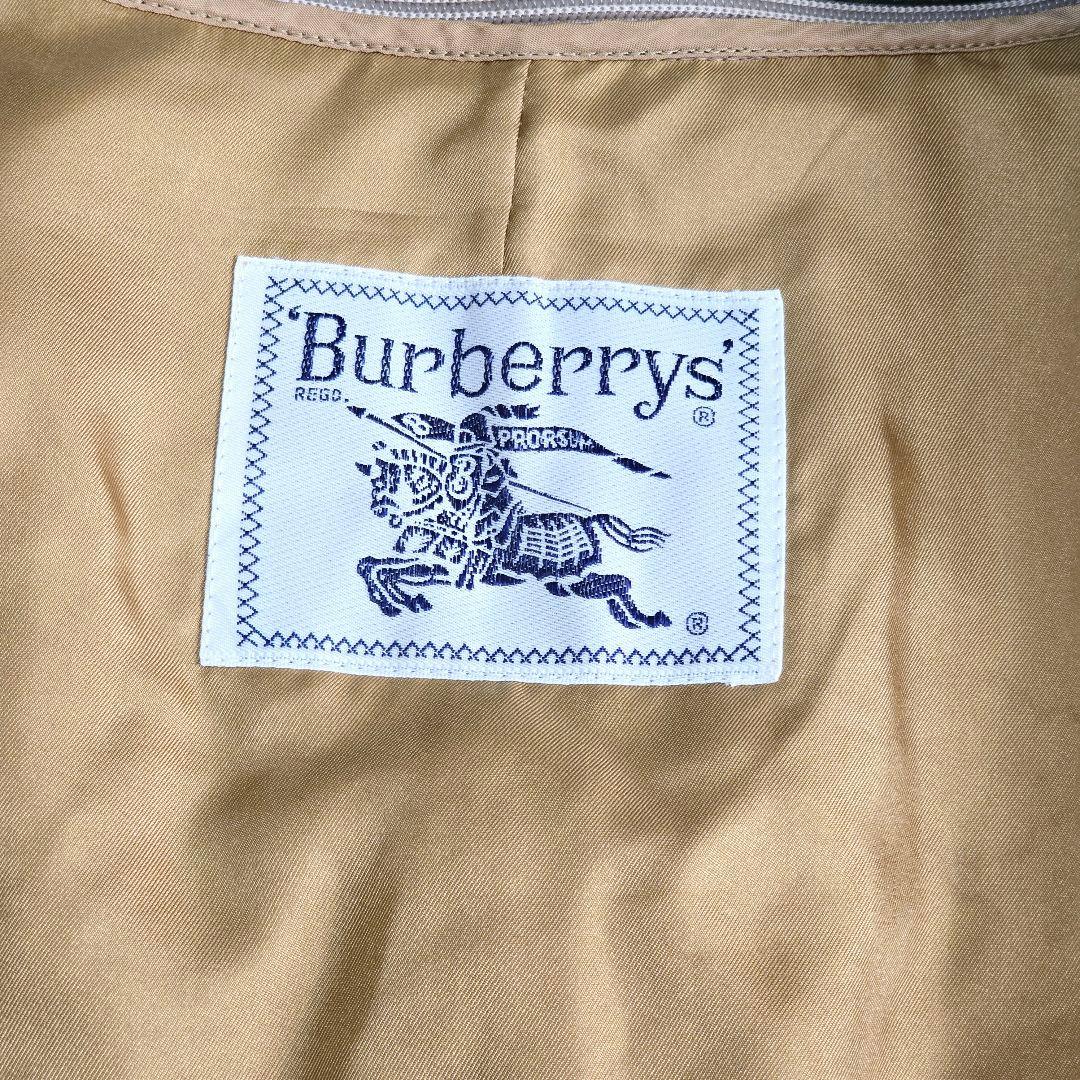 'Burberrys'
REGD. ®
B PRORSUM
B
®